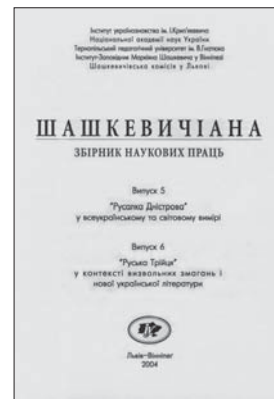 Інститут українознавства ім. І.Крип'якевича
Національної академії наук України
Тернопільський педагогічний університет ім. В.Гнатюка
Інститут-Заповідник Маркіяна Шашкевича у Вінніпезі
Шашкевичівська комісія у Львові
ШАШКЕВИЧІАНА
ЗБІРНИК НАУКОВИХ ПРАЦЬ
Випуск 5
"Русалка Дністрова"
у всеукраїнському та світовому вимірі
Випуск 6
"Руська Трійця"
у контексті визвольних змагань і
нової української літератури
Львів–Вінніпег
2004